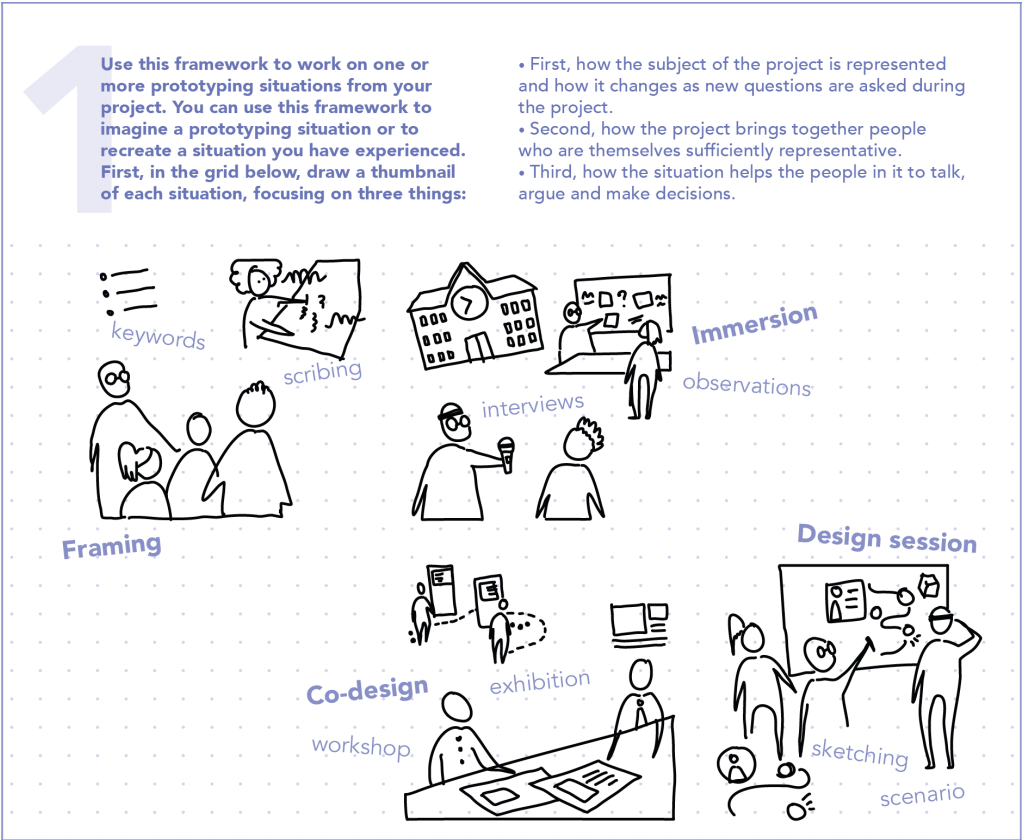 1
Use this framework to work on one or
more prototyping situations from your
project. You can use this framework to
imagine a prototyping situation or to
recreate a situation you have experienced.
First, in the grid below, draw a thumbnail
of each situation, focusing on three things:
• First, how the subject of the project is represented
and how it changes as new questions are asked during
the project.
• Second, how the project brings together people
who are themselves sufficiently representative.
• Third, how the situation helps the people in it to talk,
argue and make decisions.
keywords
scribing
Framing
Immersion
observations
interviews
Co-design
exhibition
workshop
Design session
sketching
scenario